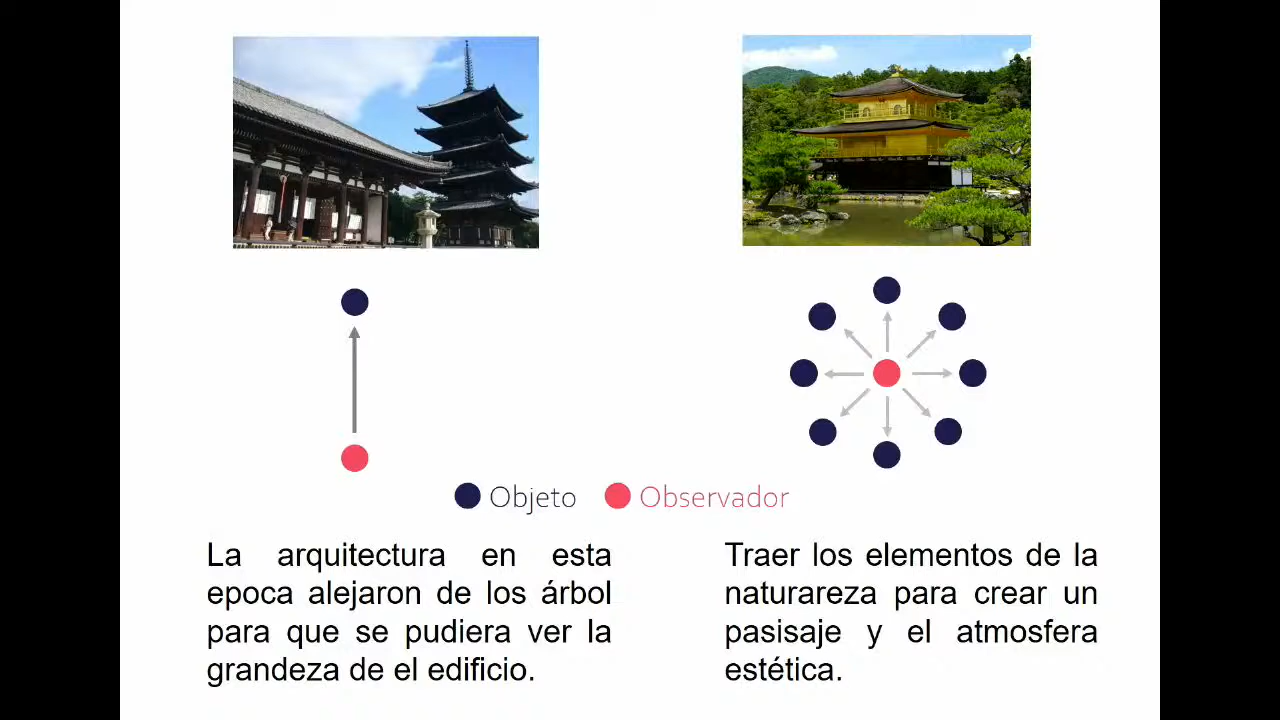 Objeto
Observador
La arquitectura en esta
epoca alejaron de los árbol
para que se pudiera ver la
grandeza de el edificio.
Traer los elementos de la
naturareza para crear un
pasisaje y el atmosfera
estética.